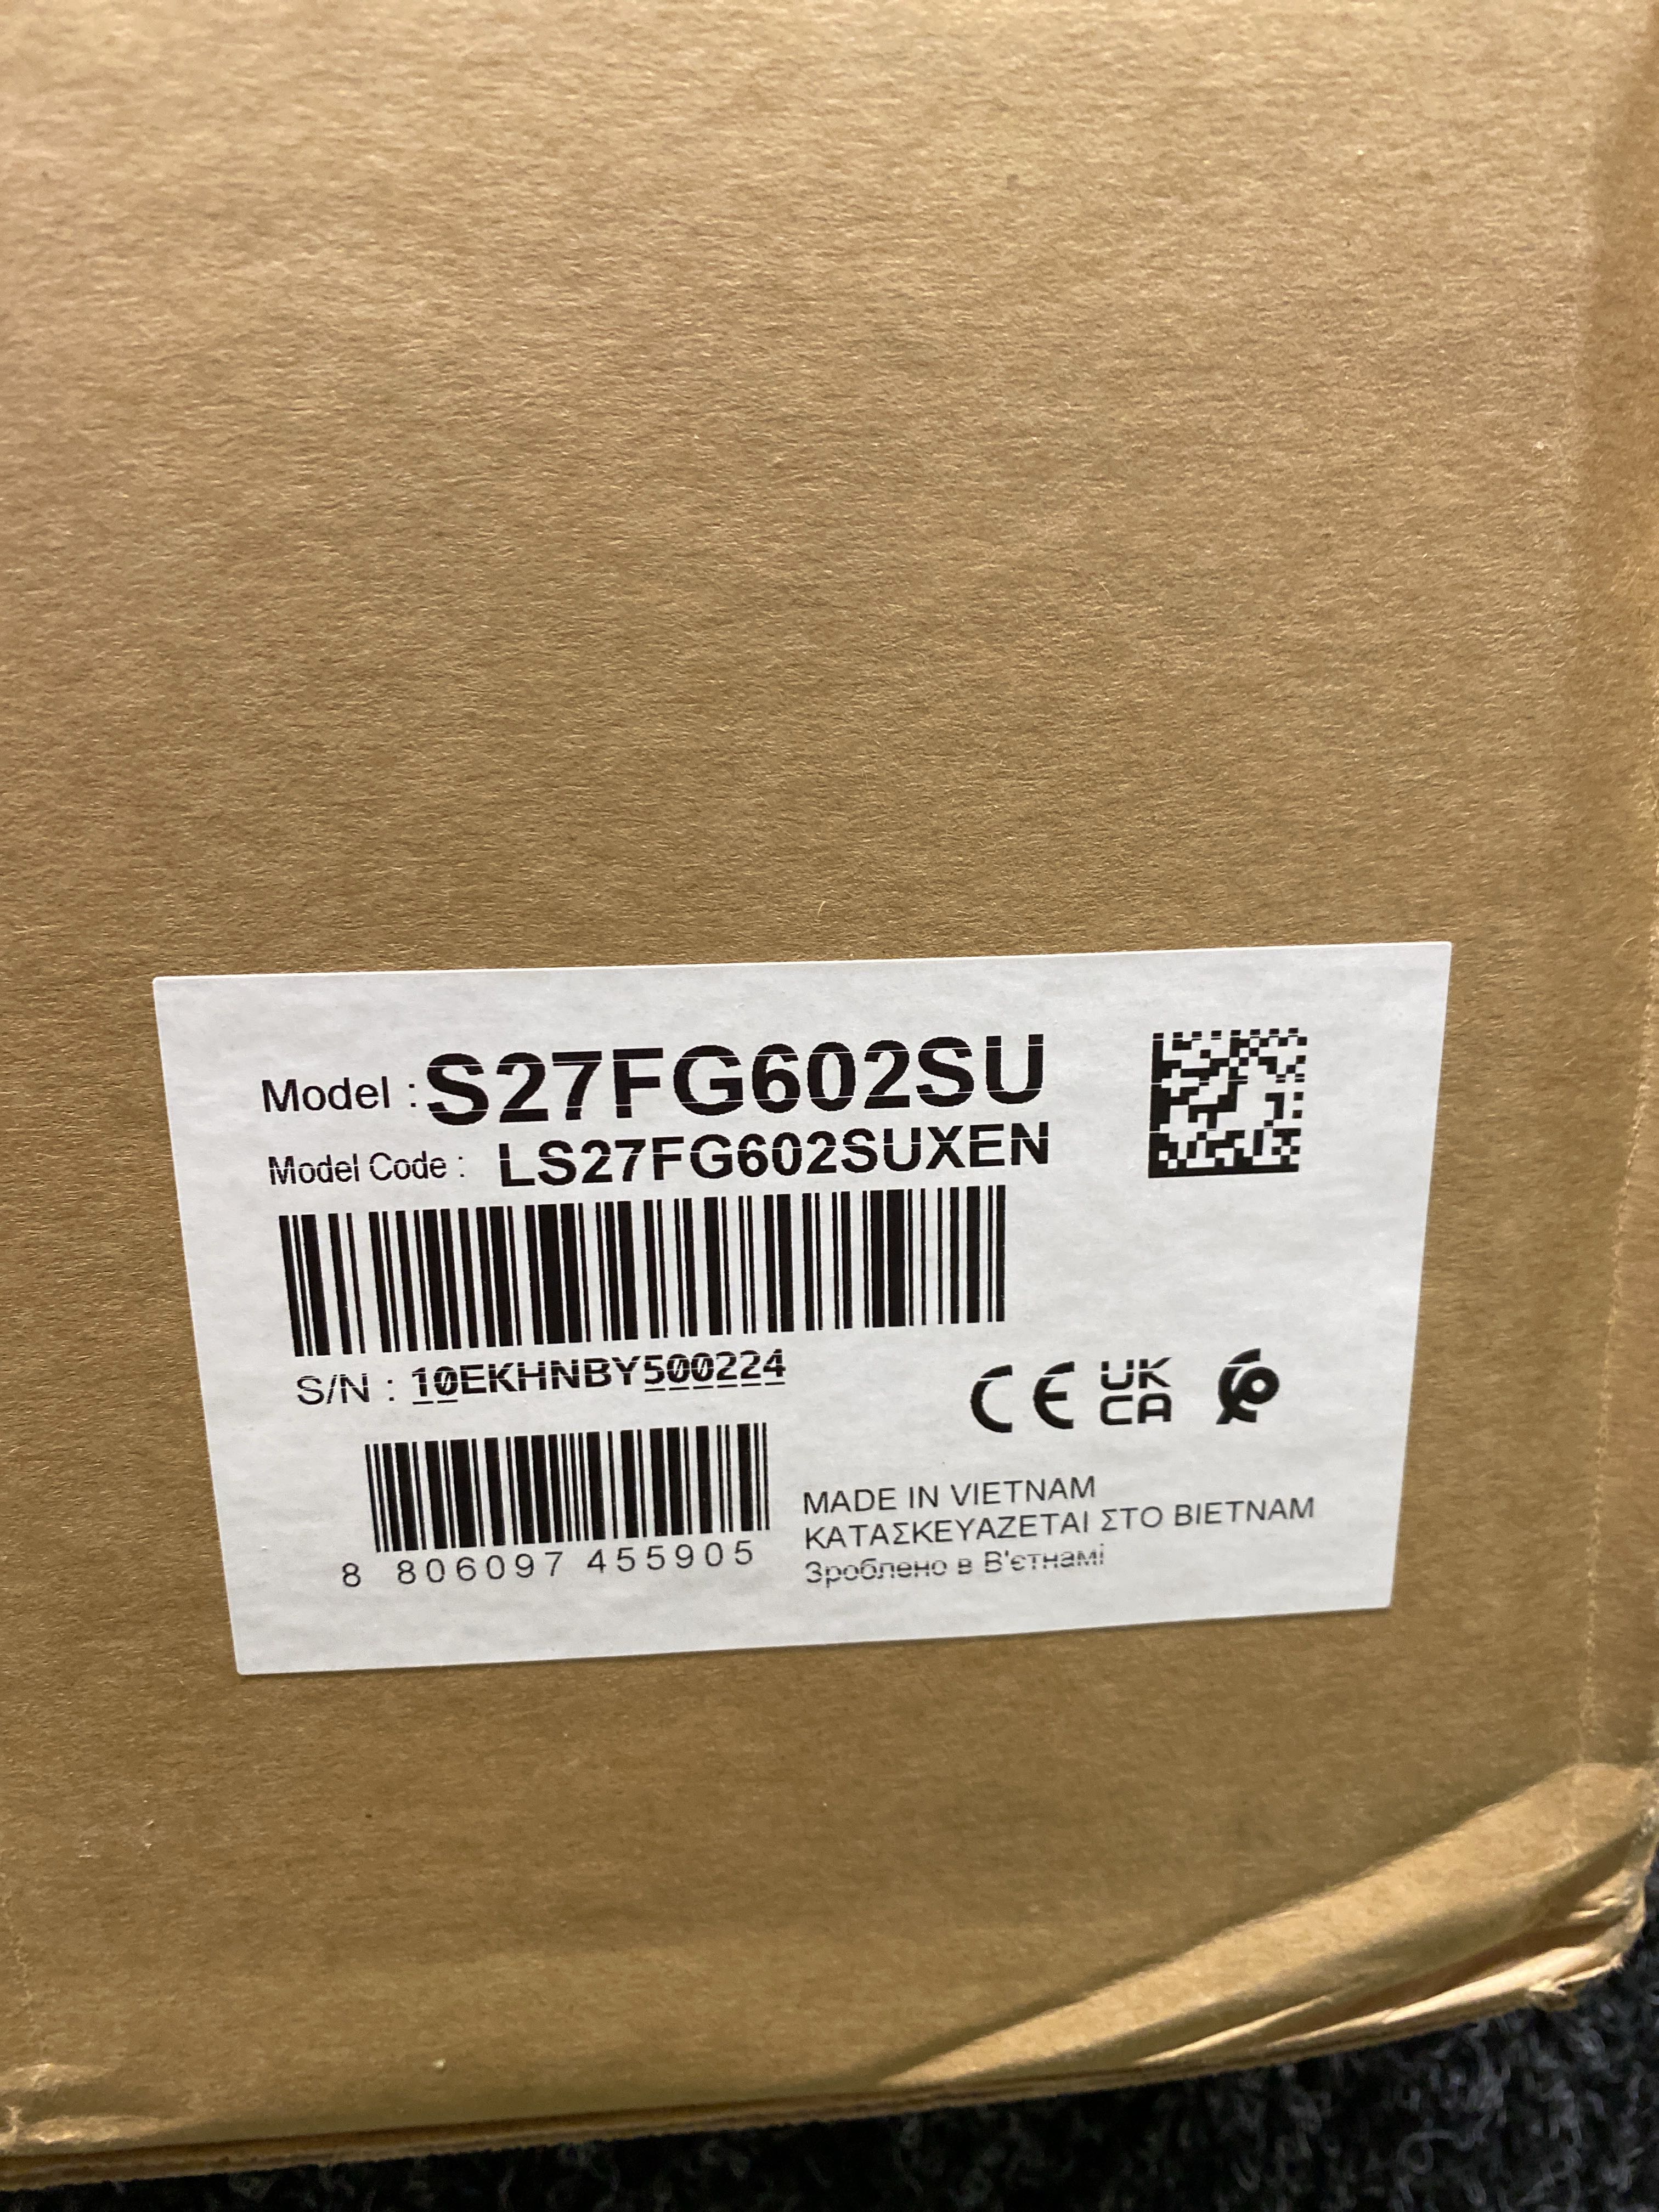 Model : S27FG602SU
Model Code : LS27FG602SUXEN
S/N : 10EKHNBY500224
CE UK CA
8 806097 455905
MADE IN VIETNAM
ΚΑΤΑΣΚΕΥΑΖΕΤΑΙ ΣΤΟ ΒΙΕΤΝΑΜ
Зроблено в В'єтнамі